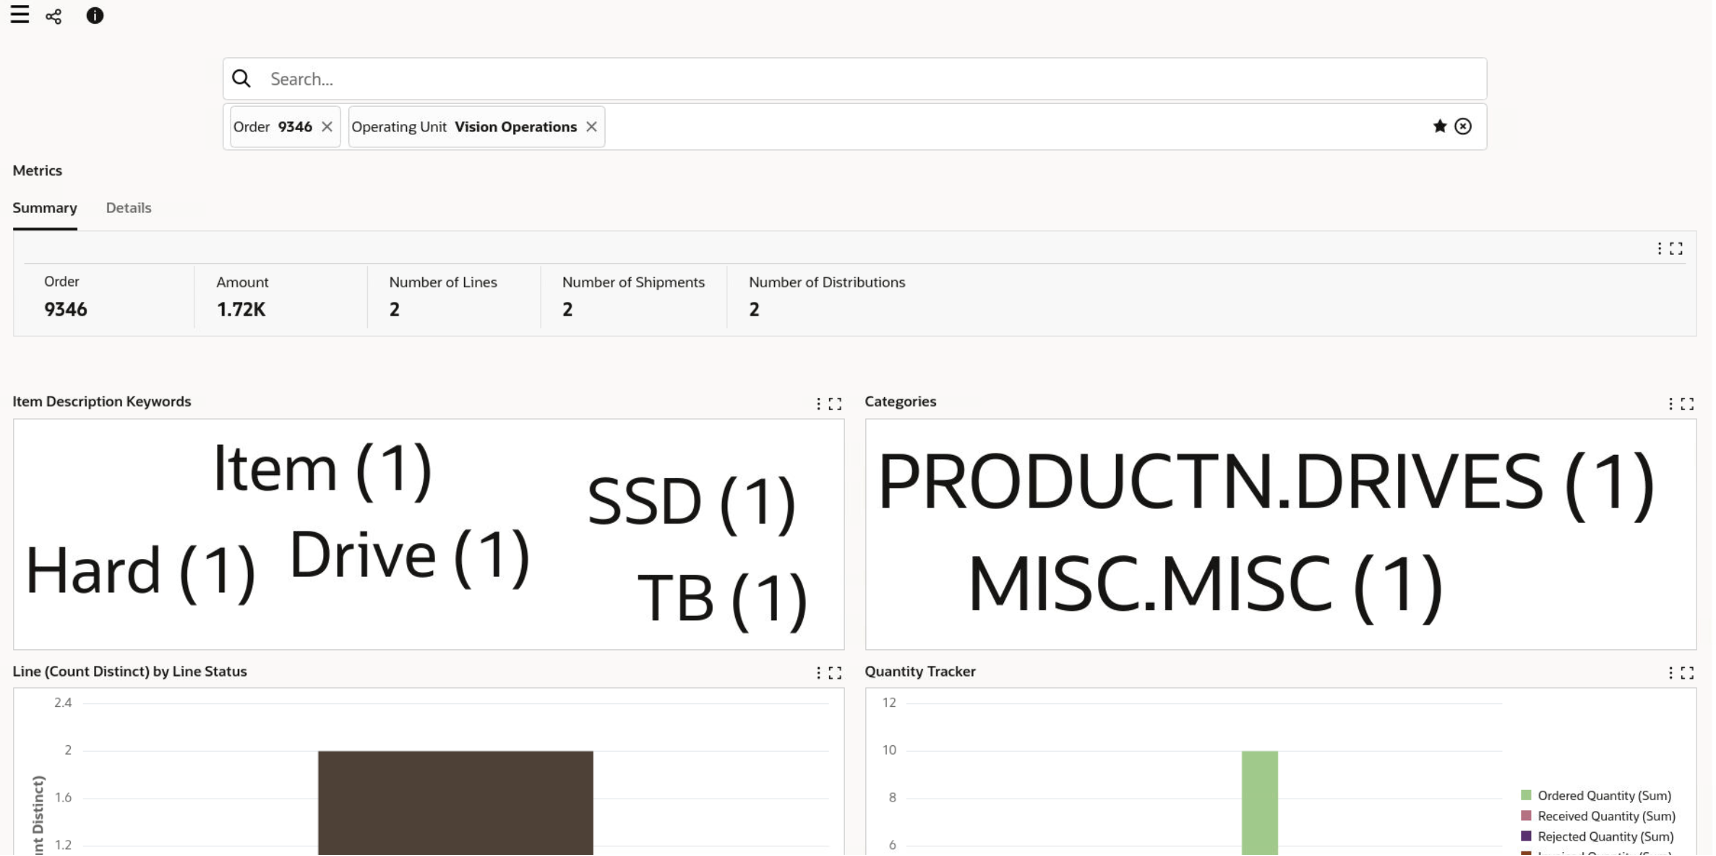 Search...
Order 9346 Operating Unit Vision Operations
Metrics
Summary Details
Order Amount Number of Lines Number of Shipments Number of Distributions
9346 1.72K 2 2 2
Item Description Keywords
Item (1)
SSD (1)
Hard (1) Drive (1)
TB (1)
Categories
PRODUCTN.DRIVES (1)
MISC.MISC (1)
Line (Count Distinct) by Line Status
2.4
2
1.6
1.2
Distinct)
Quantity Tracker
12
10
8
6
Ordered Quantity (Sum)
Received Quantity (Sum)
Rejected Quantity (Sum)